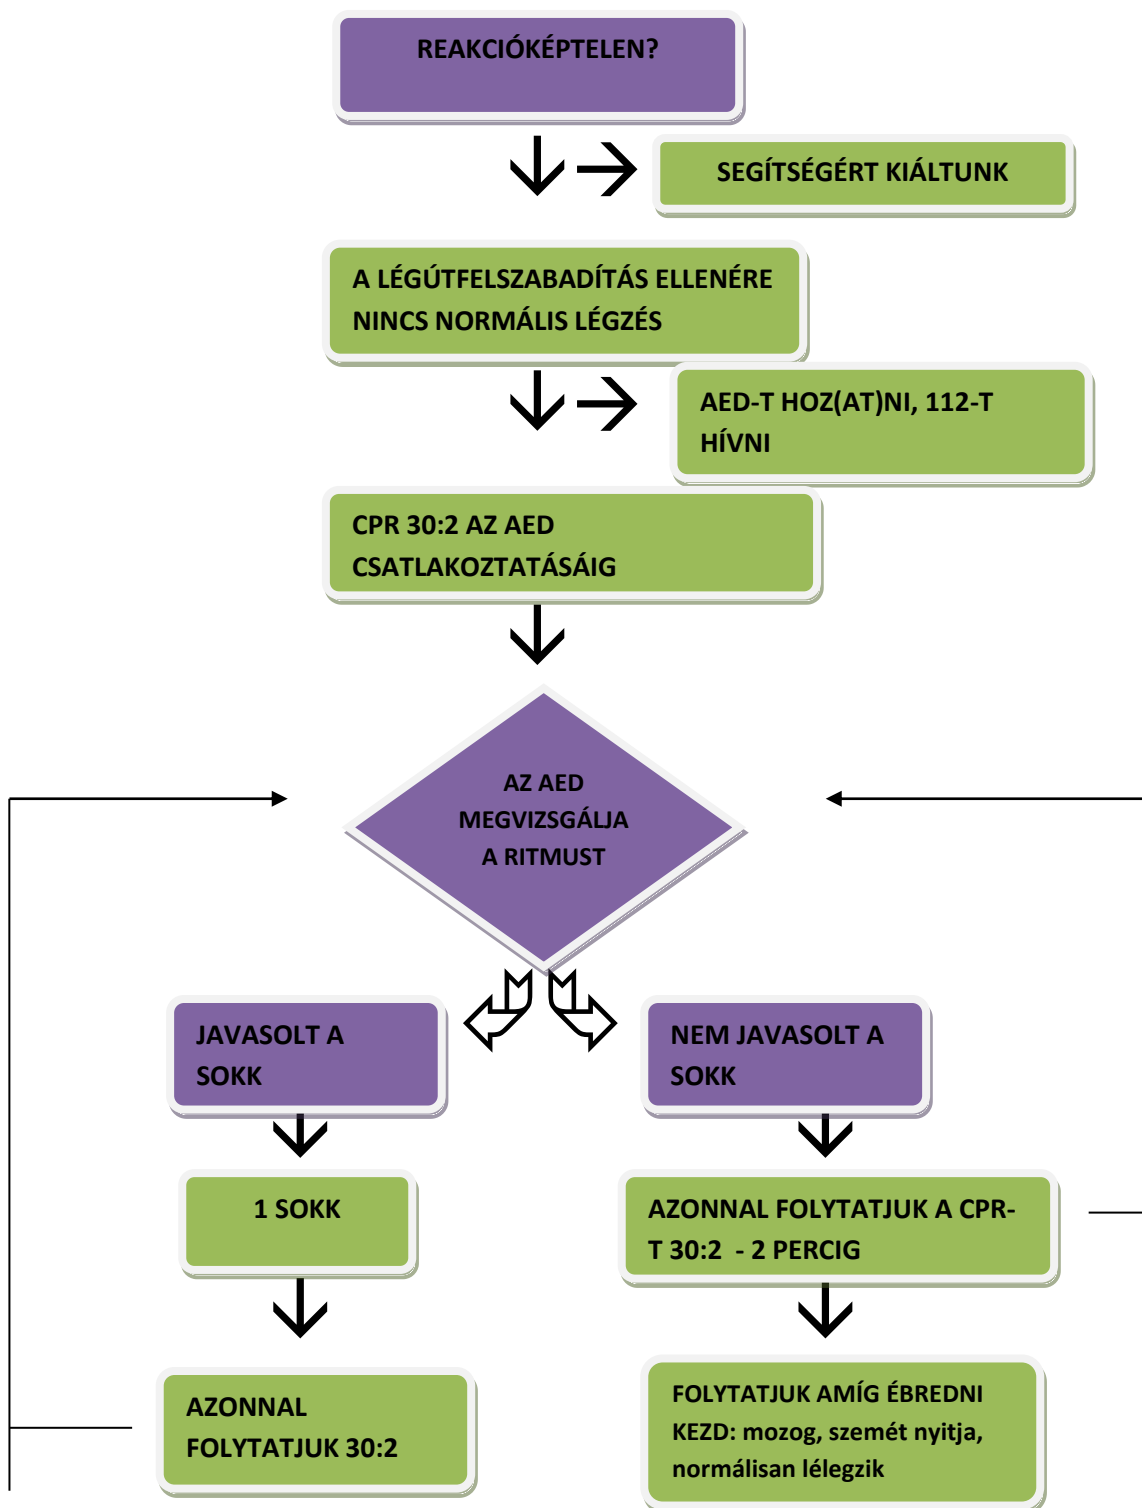 REAKCIÓKÉPTELEN?
SEGÍTSÉGÉRT KIÁLTUNK
A LÉGÚTFELSZABADÍTÁS ELLENÉRE
NINCS NORMÁLIS LÉGZÉS
AED-T HOZ(AT)NI, 112-T
HÍVNI
CPR 30:2 AZ AED
CSATLAKOZTATÁSÁIG
AZ AED
MEGVIZSGÁLJA
A RITMUST
JAVASOLT A
SOKK
NEM JAVASOLT A
SOKK
1 SOKK
AZONNAL FOLYTATJUK A CPR-
T 30:2 - 2 PERCIG
AZONNAL
FOLYTATJUK 30:2
FOLYTATJUK AMÍG ÉBREDNI
KEZD: mozog, szemét nyitja,
normálisan lélegzik